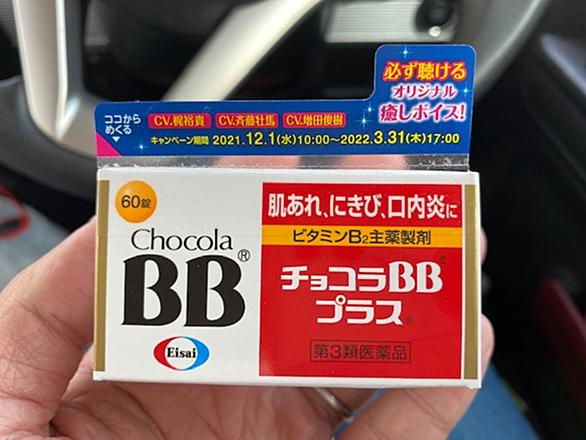 必ず聴ける
オリジナル
癒しボイス!
ココから
めくる
CV.梶裕貴 CV.斉藤壮馬 CV.増田俊樹
キャンペーン期間 2021.12.1(水)10:00~2022.3.31(木)17:00
60錠
Chocola
BB®
Eisai
肌あれ、にきび、口内炎に
ビタミンB2主薬製剤
チョコラBB®
プラス®
第3類医薬品